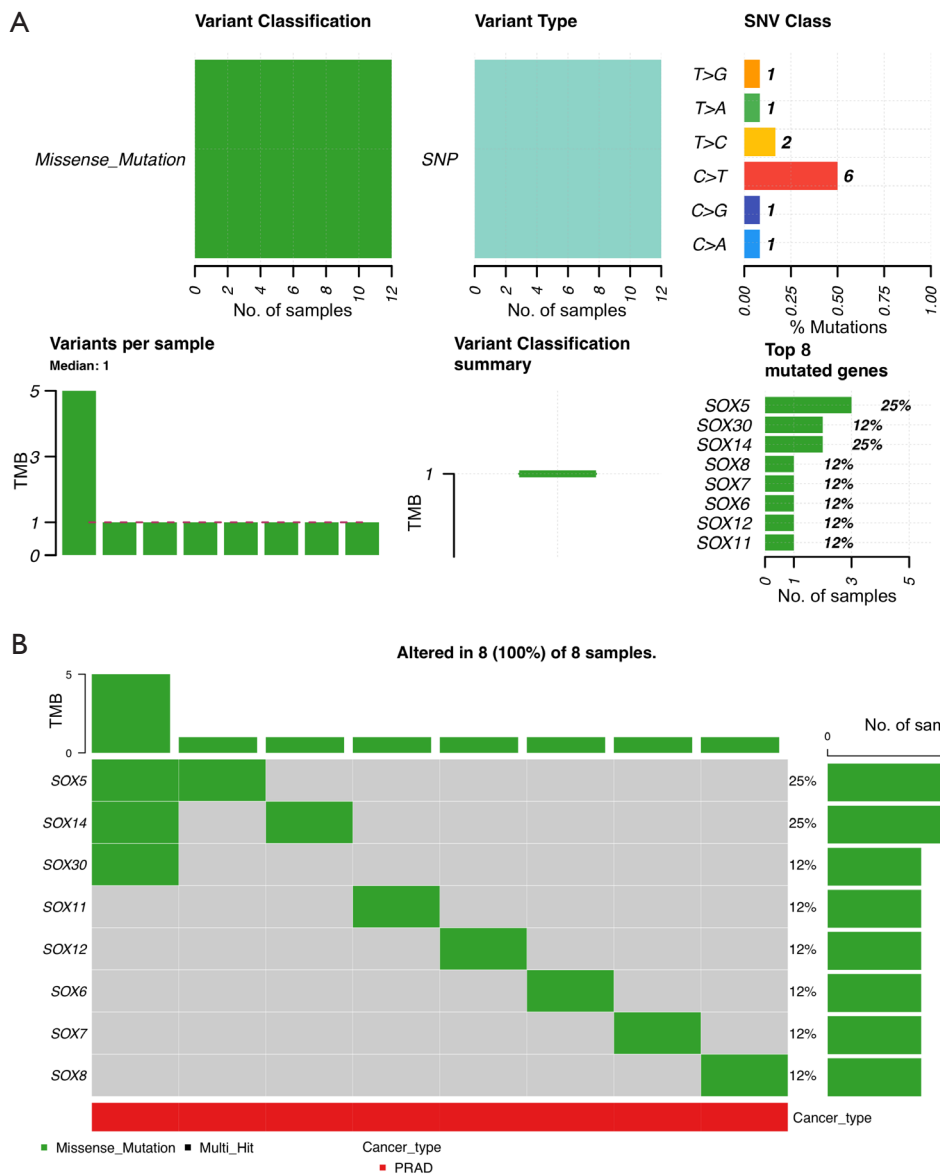 A
Variant Classification
Missense_Mutation
0 2 4 6 8 10 12
No. of samples
Variant Type
SNP
0 2 4 6 8 10 12
No. of samples
SNV Class
T>G 1
T>A 1
T>C 2
C>T 6
C>G 1
C>A 1
0.00 0.25 0.50 0.75 1.00
% Mutations
Variants per sample
Median: 1
TMB
5
3
1
0
Variant Classification
summary
TMB
1
Top 8
mutated genes
SOX5 25%
SOX30 12%
SOX14 25%
SOX8 12%
SOX7 12%
SOX6 12%
SOX12 12%
SOX11 12%
0 1 3 5
No. of samples
B
Altered in 8 (100%) of 8 samples.
TMB
5
0
No. of sam
0
SOX5 25%
SOX14 25%
SOX30 12%
SOX11 12%
SOX12 12%
SOX6 12%
SOX7 12%
SOX8 12%
Cancer_type
Missense_Mutation Multi_Hit
Cancer_type
PRAD